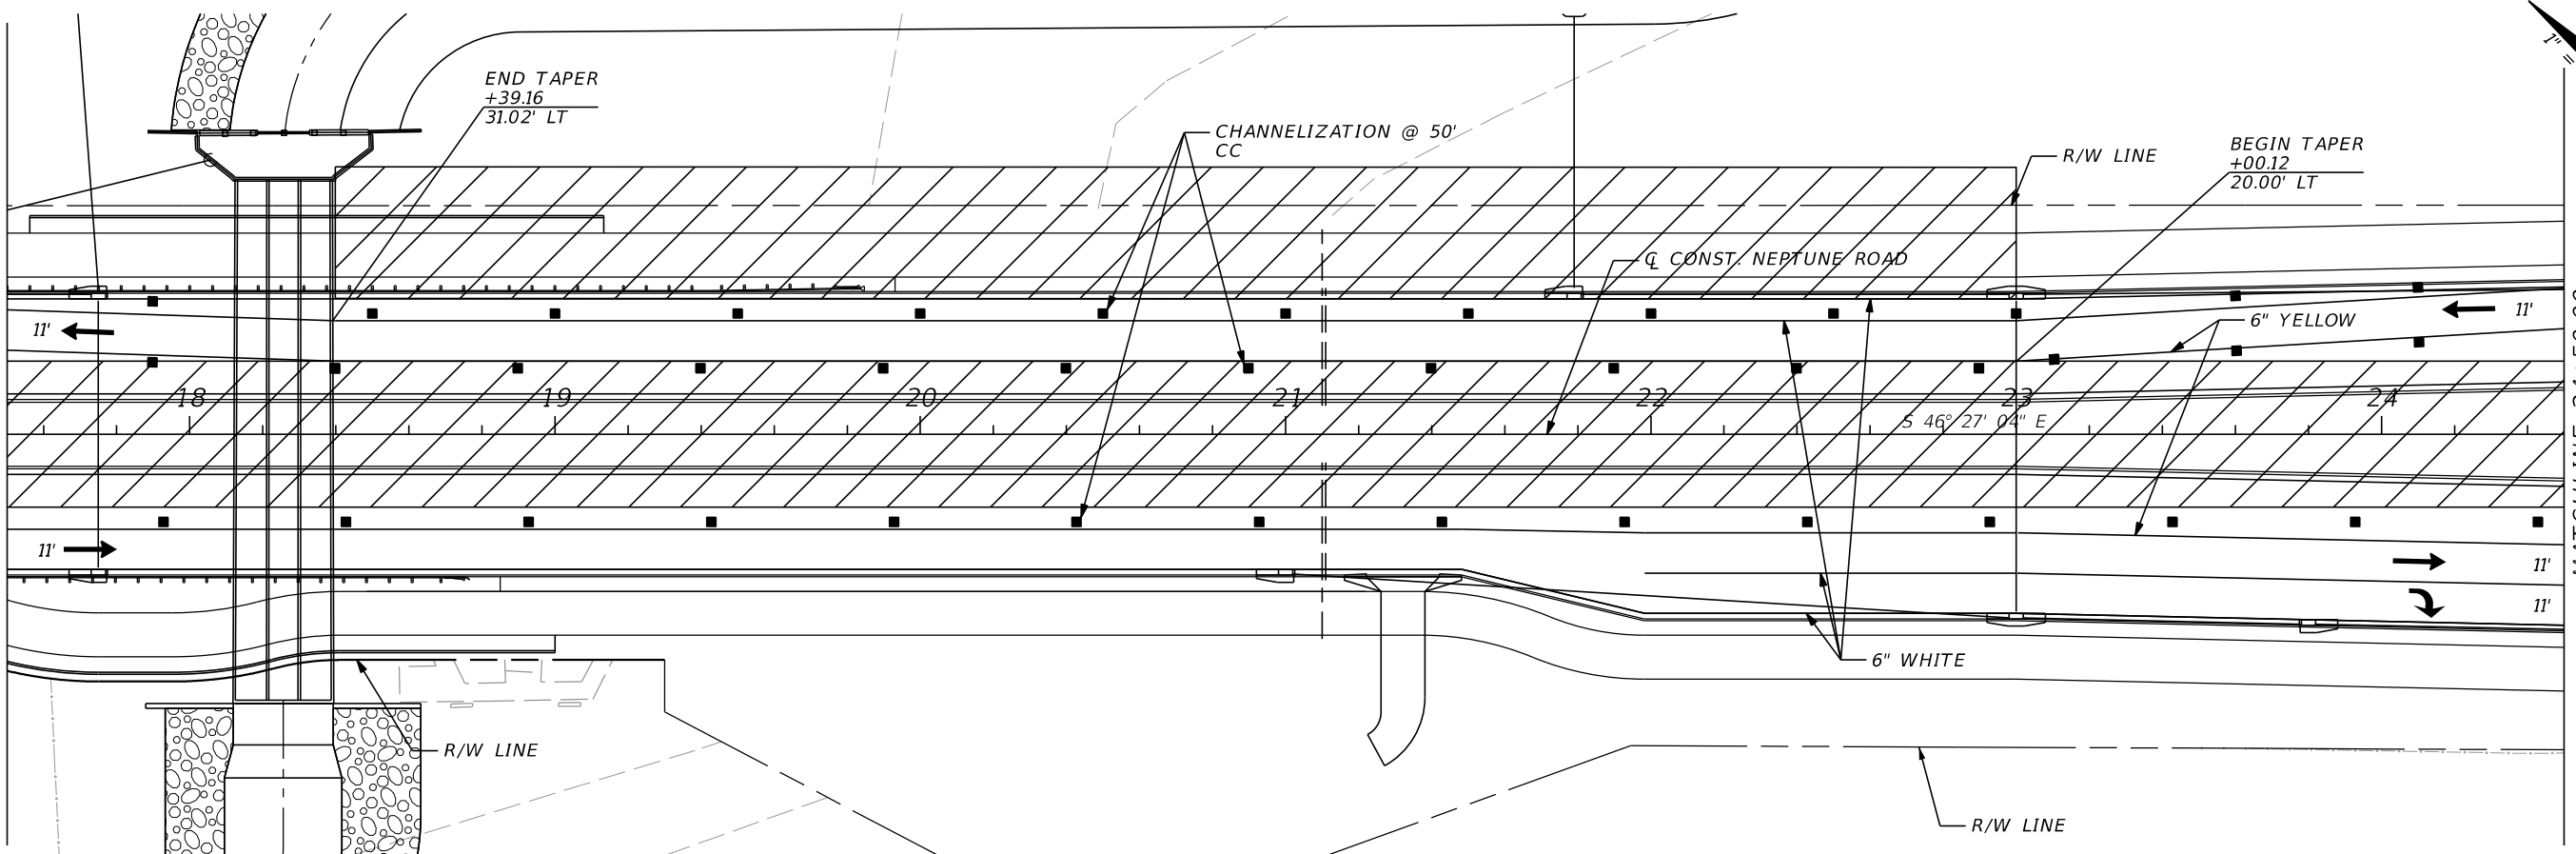 1" =
END TAPER
+39.16
31.02' LT
CHANNELIZATION @ 50'
CC
R/W LINE
BEGIN TAPER
+00.12
20.00' LT
℄ CONST. NEPTUNE ROAD
11'
11'
6" YELLOW
18
19
20
21
22
23
24
S 46° 27' 04" E
11'
11'
11'
6" WHITE
R/W LINE
R/W LINE